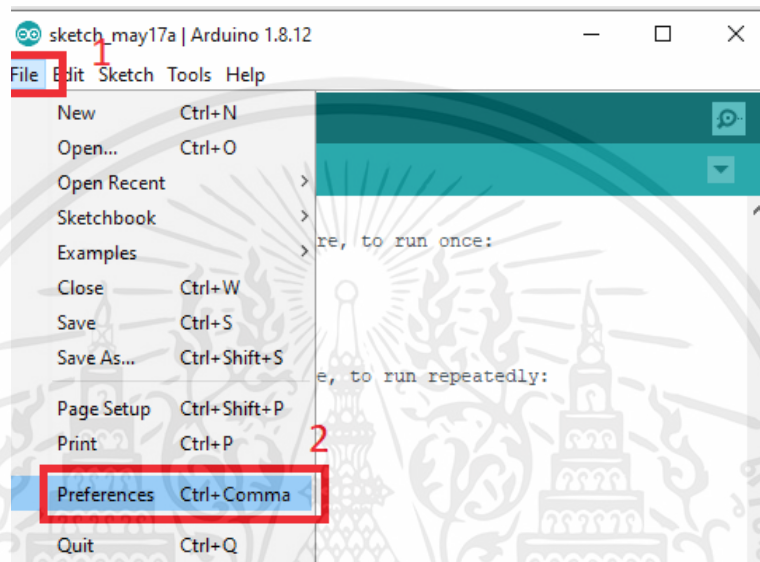 sketch_may17a | Arduino 1.8.12
1
File Edit Sketch Tools Help
New Ctrl+N
Open... Ctrl+O
Open Recent
Sketchbook
re, to run once:
Examples
Close Ctrl+W
Save Ctrl+S
Save As... Ctrl+Shift+S
e, to run repeatedly:
Page Setup Ctrl+Shift+P
Print Ctrl+P
2
Preferences Ctrl+Comma
Quit Ctrl+Q